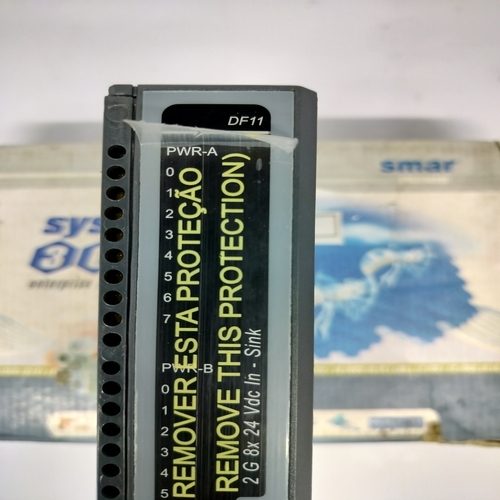 DF11
PWR-A
0
1
2
3
4
5
6
7
PWR-B
0
1
2
3
4
5
REMOVER ESTA PROTEÇÃO
REMOVE THIS PROTECTION)
2 G 8x 24 Vdc In - Sink
smar
sys
30
enterprise